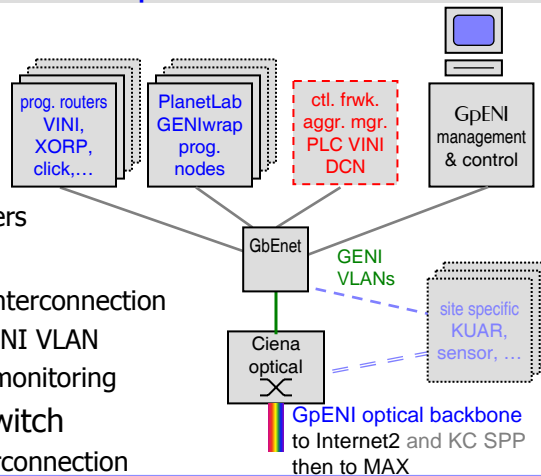 prog. routers
VINI,
XORP,
click,…
PlanetLab
GENIwrap
prog.
nodes
ctl. frwk.
aggr. mgr.
PLC VINI
DCN
GpENI
management
& control
GbEnet
GENI
VLANs
site specific
KUAR,
sensor, …
Ciena
optical
GpENI optical backbone
to Internet2 and KC SPP
then to MAX
ers
nterconnection
NI VLAN
monitoring
witch
rconnection